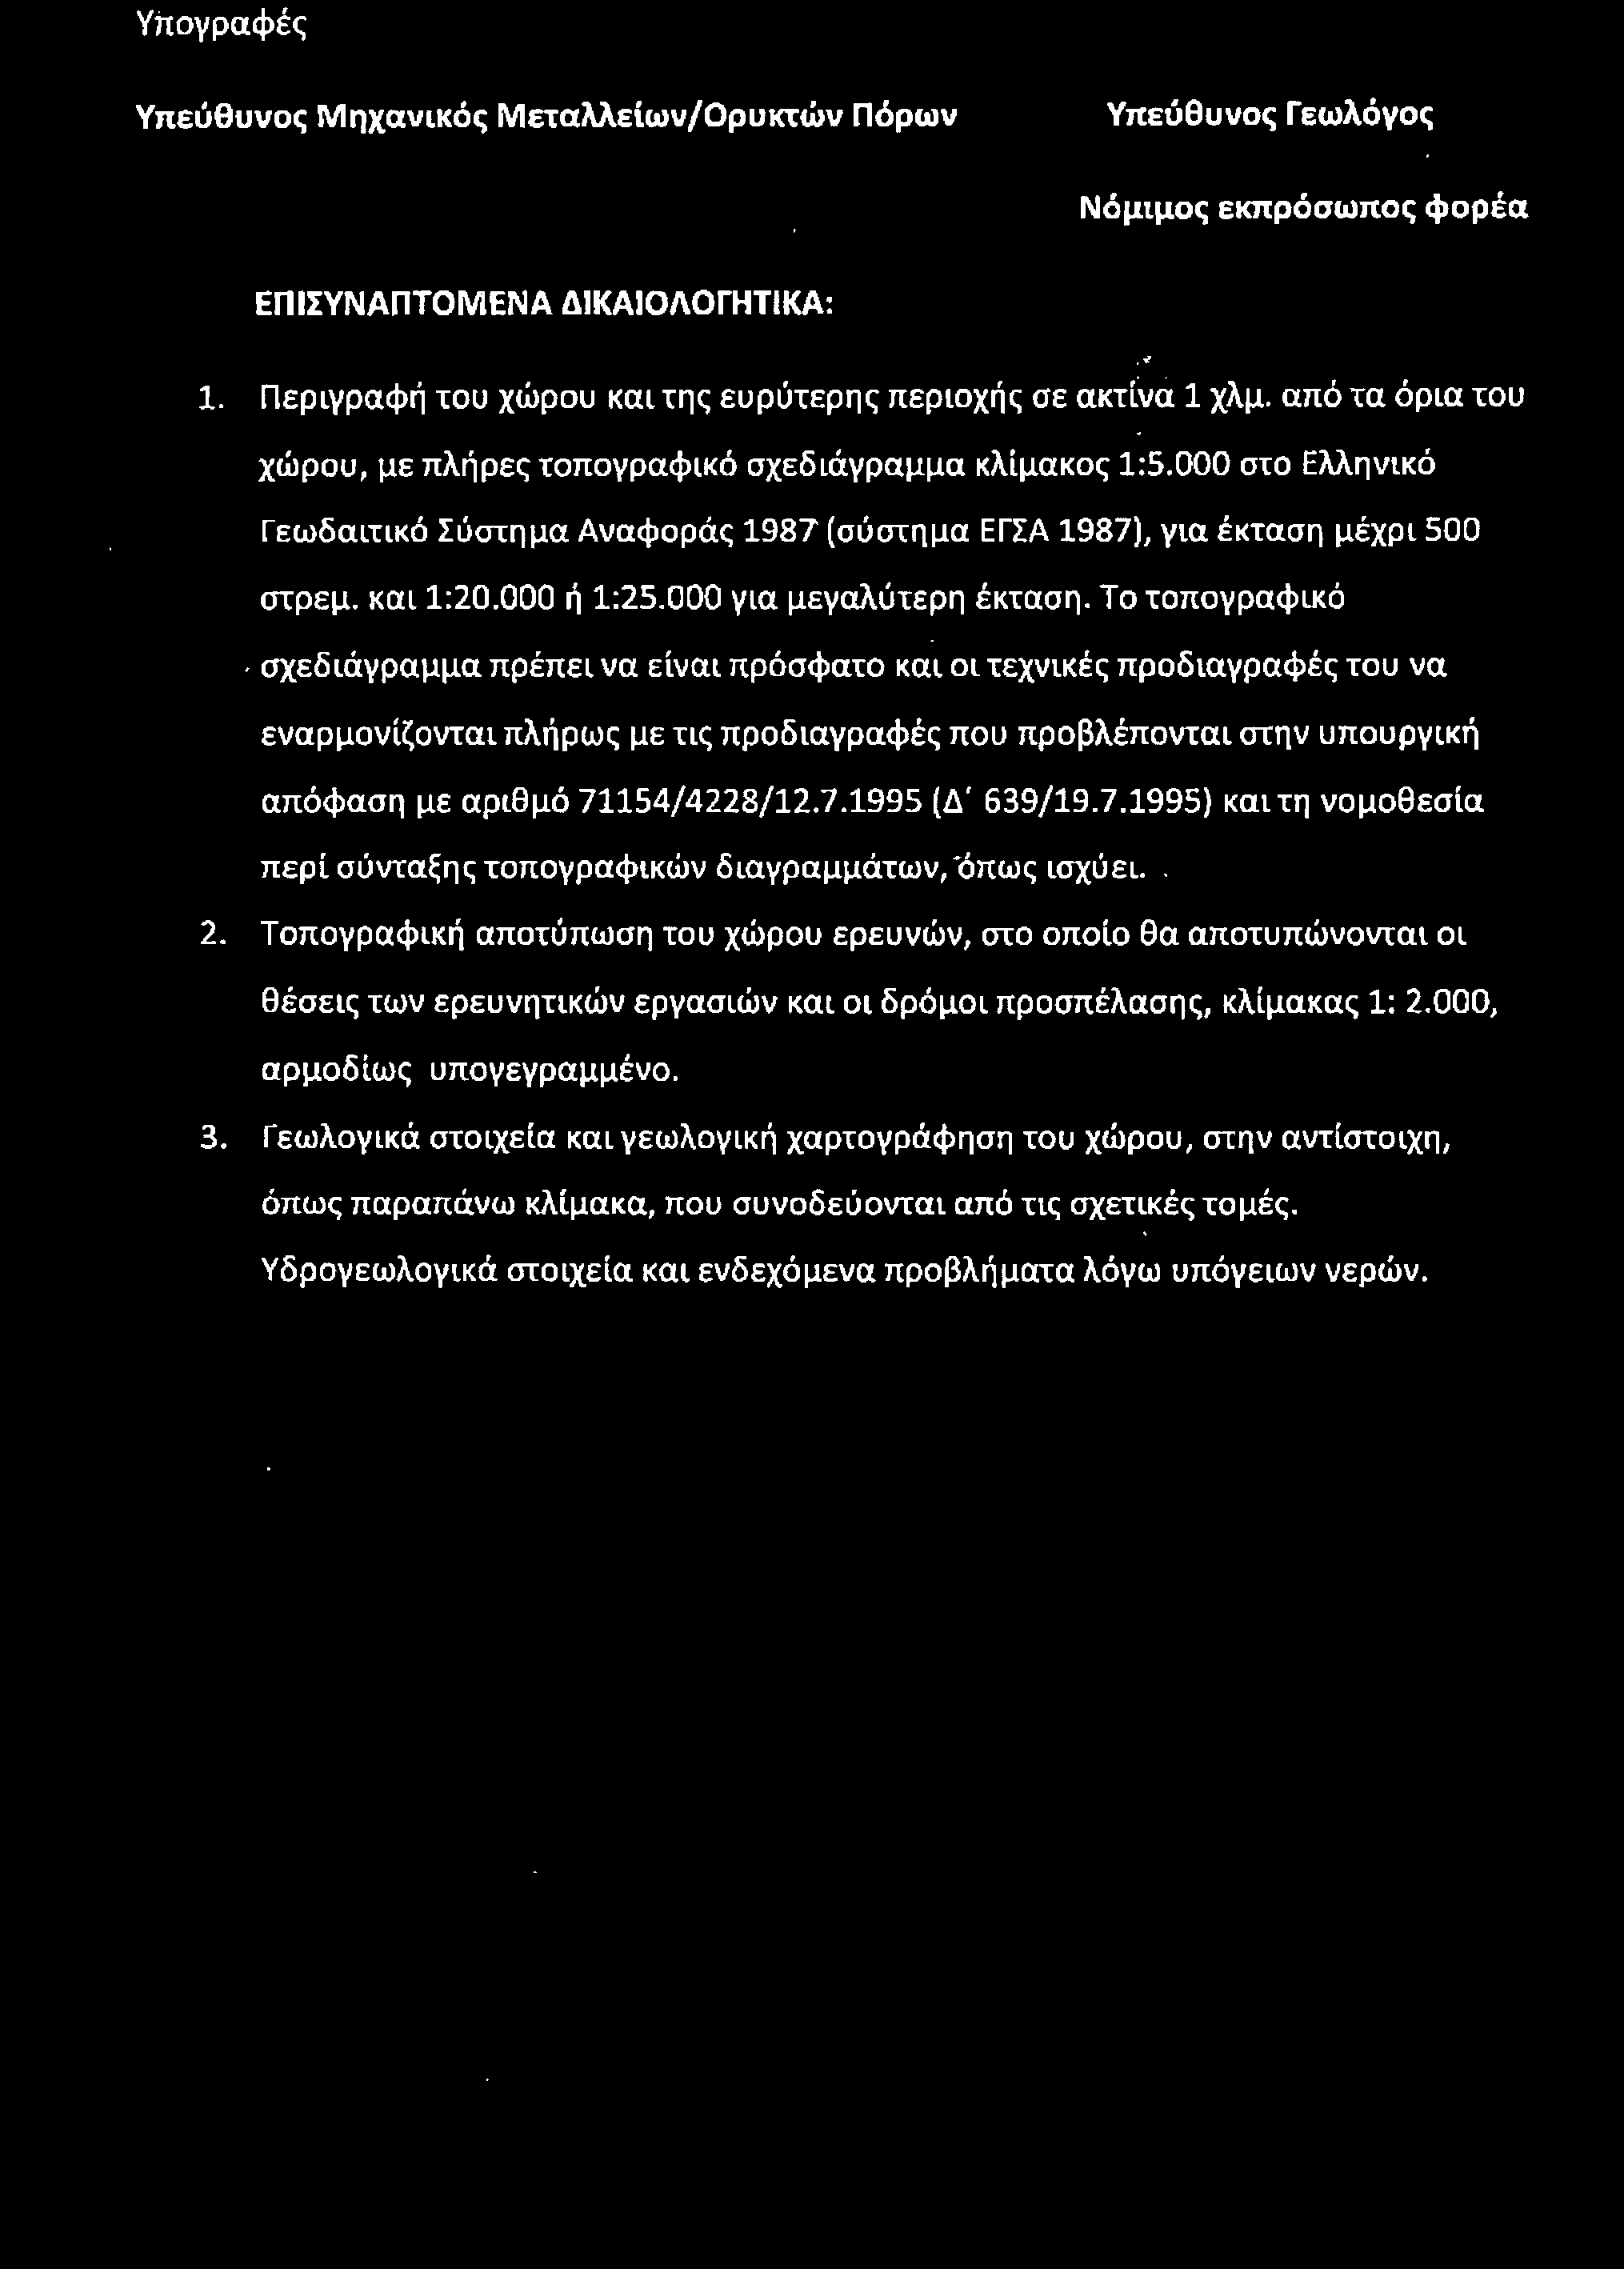 Υπογραφές
Υπεύθυνος Μηχανικός Μεταλλείων/Ορυκτών Πόρων Υπεύθυνος Γεωλόγος
Νόμιμος εκπρόσωπος φορέα
ΕΠΙΣΥΝΑΠΤΟΜΕΝΑ ΔΙΚΑΙΟΛΟΓΗΤΙΚΑ:
1. Περιγραφή του χώρου και της ευρύτερης περιοχής σε ακτίνα 1 χλμ. από τα όρια του
χώρου, με πλήρες τοπογραφικό σχεδιάγραμμα κλίμακος 1:5.000 στο Ελληνικό
Γεωδαιτικό Σύστημα Αναφοράς 1987 (σύστημα ΕΓΣΑ 1987), για έκταση μέχρι 500
στρεμ. και 1:20.000 ή 1:25.000 για μεγαλύτερη έκταση. Το τοπογραφικό
σχεδιάγραμμα πρέπει να είναι πρόσφατο και οι τεχνικές προδιαγραφές του να
εναρμονίζονται πλήρως με τις προδιαγραφές που προβλέπονται στην υπουργική
απόφαση με αριθμό 71154/4228/12.7.1995 (Δ' 639/19.7.1995) και τη νομοθεσία
περί σύνταξης τοπογραφικών διαγραμμάτων, όπως ισχύει.
2. Τοπογραφική αποτύπωση του χώρου ερευνών, στο οποίο θα αποτυπώνονται οι
θέσεις των ερευνητικών εργασιών και οι δρόμοι προσπέλασης, κλίμακας 1: 2.000,
αρμοδίως υπογεγραμμένο.
3. Γεωλογικά στοιχεία και γεωλογική χαρτογράφηση του χώρου, στην αντίστοιχη,
όπως παραπάνω κλίμακα, που συνοδεύονται από τις σχετικές τομές.
Υδρογεωλογικά στοιχεία και ενδεχόμενα προβλήματα λόγω υπόγειων νερών.